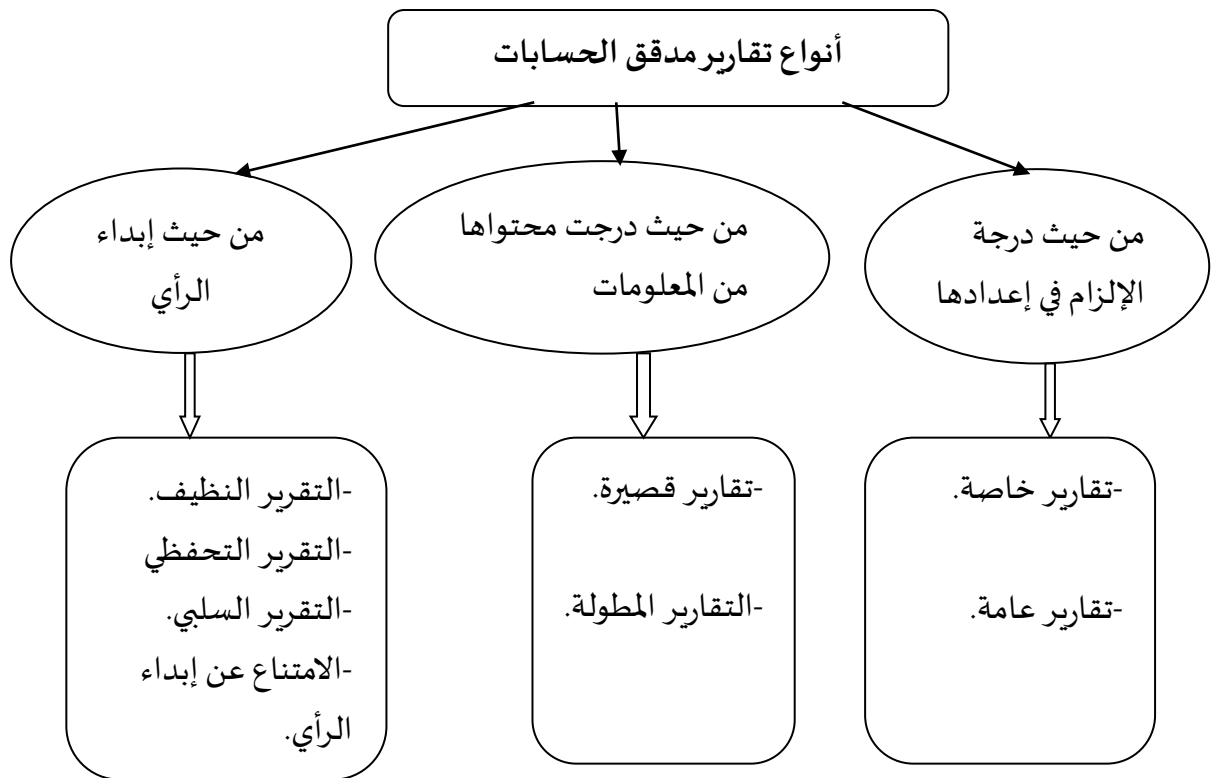 أنواع تقارير مدقق الحسابات
من حيث درجة
الإلزام في إعدادها
من حيث درجت محتواها
من المعلومات
من حيث إبداء
الرأي
-تقارير خاصة.
-تقارير عامة.
-تقارير قصيرة.
-التقارير المطولة.
-التقرير النظيف.
-التقرير التحفظي
-التقرير السلبي.
-الامتناع عن إبداء
الرأي.